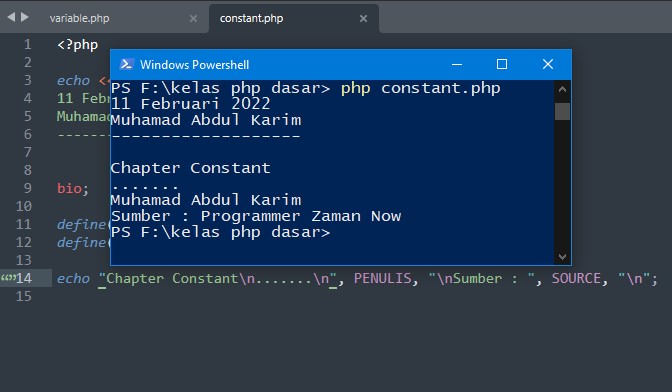 variable.php
constant.php
1 <?php
2
3 echo <<
4 11 Febr
5 Muhamad
6 -------
7
8
9 bio;
10
11 define(
12 define(
13
14 echo "Chapter Constant\n.......\n", PENULIS, "\nSumber : ", SOURCE, "\n";
15
Windows Powershell
PS F:\kelas php dasar> php constant.php
11 Februari 2022
Muhamad Abdul Karim
-------------------
Chapter Constant
.......
Muhamad Abdul Karim
Sumber : Programmer Zaman Now
PS F:\kelas php dasar>